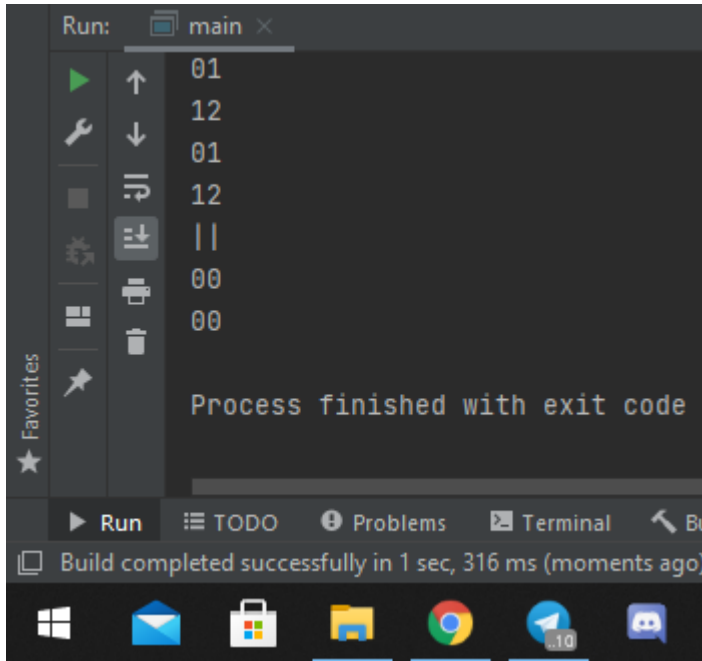 Run: main
01
12
01
12
||
00
00
Process finished with exit code
Favorites
Run TODO Problems Terminal Bu
Build completed successfully in 1 sec, 316 ms (moments ago)
..10